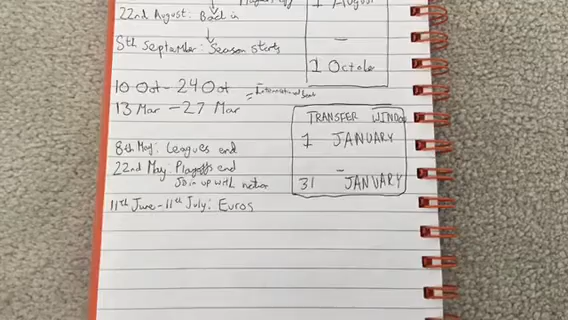 1 August
22nd August: Back in
–
5th September: Season starts
1 October
10 Oct - 24 Oct = International break
13 Mar - 27 Mar
TRANSFER WINDOW
1 JANUARY
–
8th May: Leagues end
22nd May: Playoffs end
Join up with
31 JANUARY
11th June - 11th July: Euros